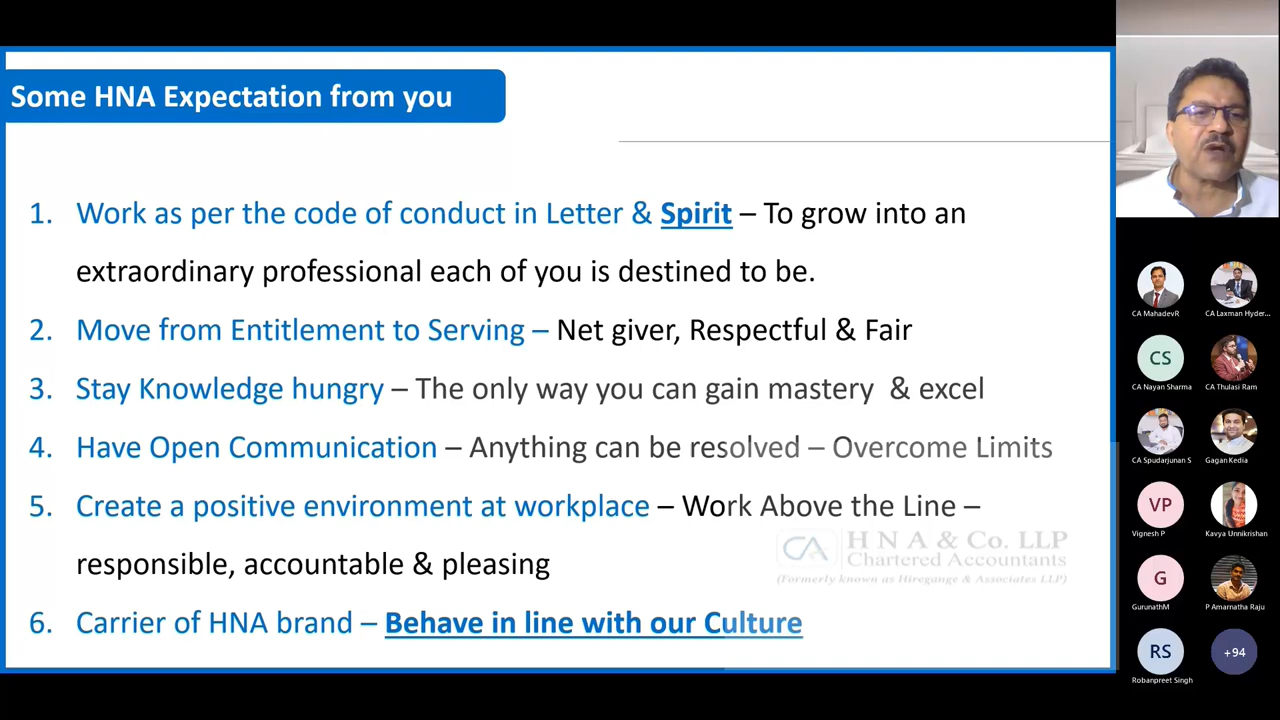 Some HNA Expectation from you
1. Work as per the code of conduct in Letter & Spirit – To grow into an
extraordinary professional each of you is destined to be.
2. Move from Entitlement to Serving – Net giver, Respectful & Fair
3. Stay Knowledge hungry – The only way you can gain mastery & excel
4. Have Open Communication – Anything can be resolved – Overcome Limits
5. Create a positive environment at workplace – Work Above the Line –
responsible, accountable & pleasing
6. Carrier of HNA brand – Behave in line with our Culture
CA
H N A & Co. LLP
Chartered Accountants
(Formerly known as Hiregange & Associates LLP)
CA MahadevR
CA Laxman Hyder...
CS
CA Nayan Sharma
CA Thulasi Ram
CA Spudarjunan S
Gagan Kedia
VP
Vignesh P
Kavya Unnikrishan
G
GurunathM
P Amarnatha Raju
RS
Robanpreet Singh
+94